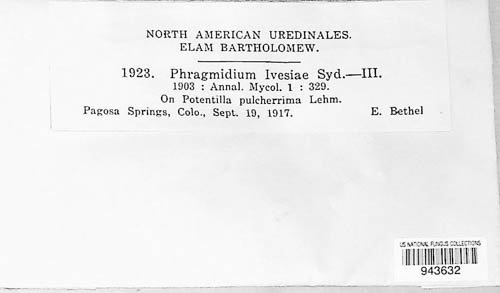 NORTH AMERICAN UREDINALES.
ELAM BARTHOLOMEW.
1923. Phragmidium Ivesiae Syd.—III.
1903 : Annal. Mycol. 1 : 329.
On Potentilla pulcherrima Lehm.
Pagosa Springs, Colo., Sept. 19, 1917. E. Bethel
US NATIONAL FUNGUS COLLECTIONS
943632